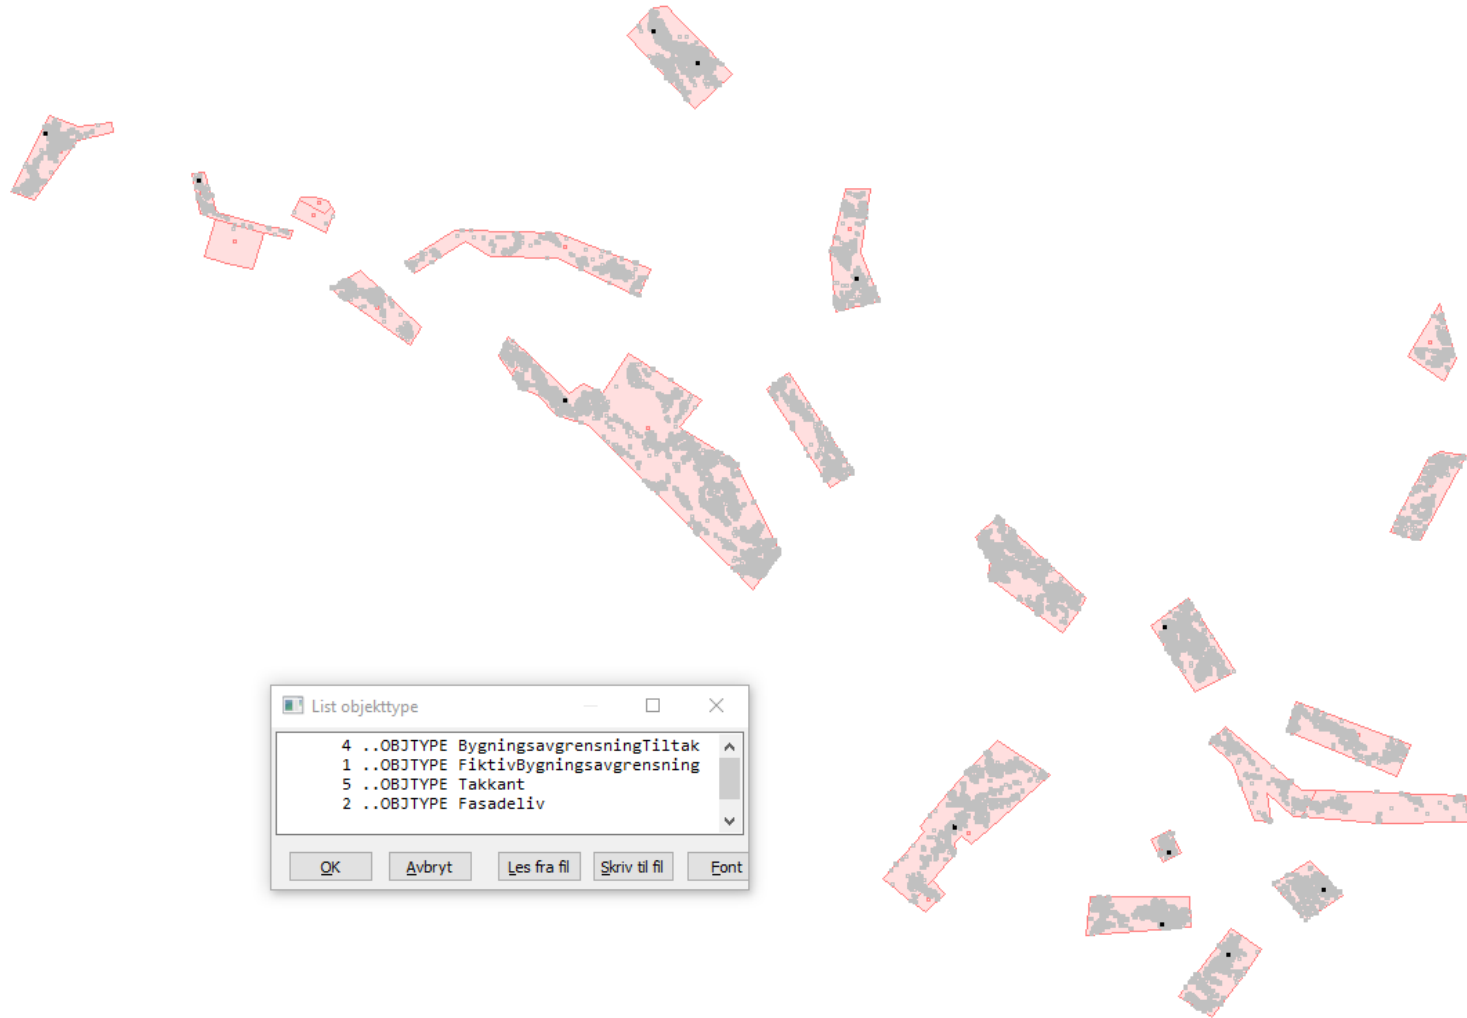 List objekttype
4 ..OBJTYPE BygningsavgrensningTiltak
1 ..OBJTYPE FiktivBygningsavgrensning
5 ..OBJTYPE Takkant
2 ..OBJTYPE Fasadeliv
OK Avbryt Les fra fil Skriv til fil Font